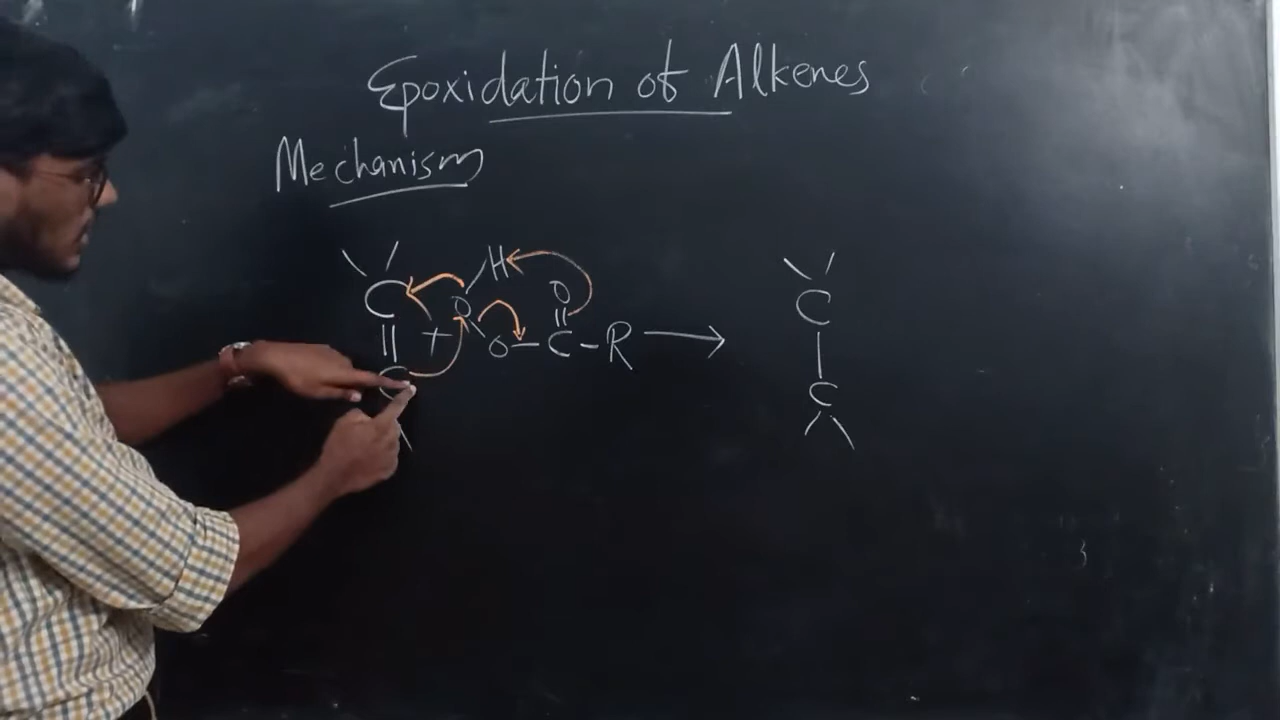 Epoxidation of Alkenes
Mechanism
C
||
C
+
H
O
O
O
||
C
R
C
C